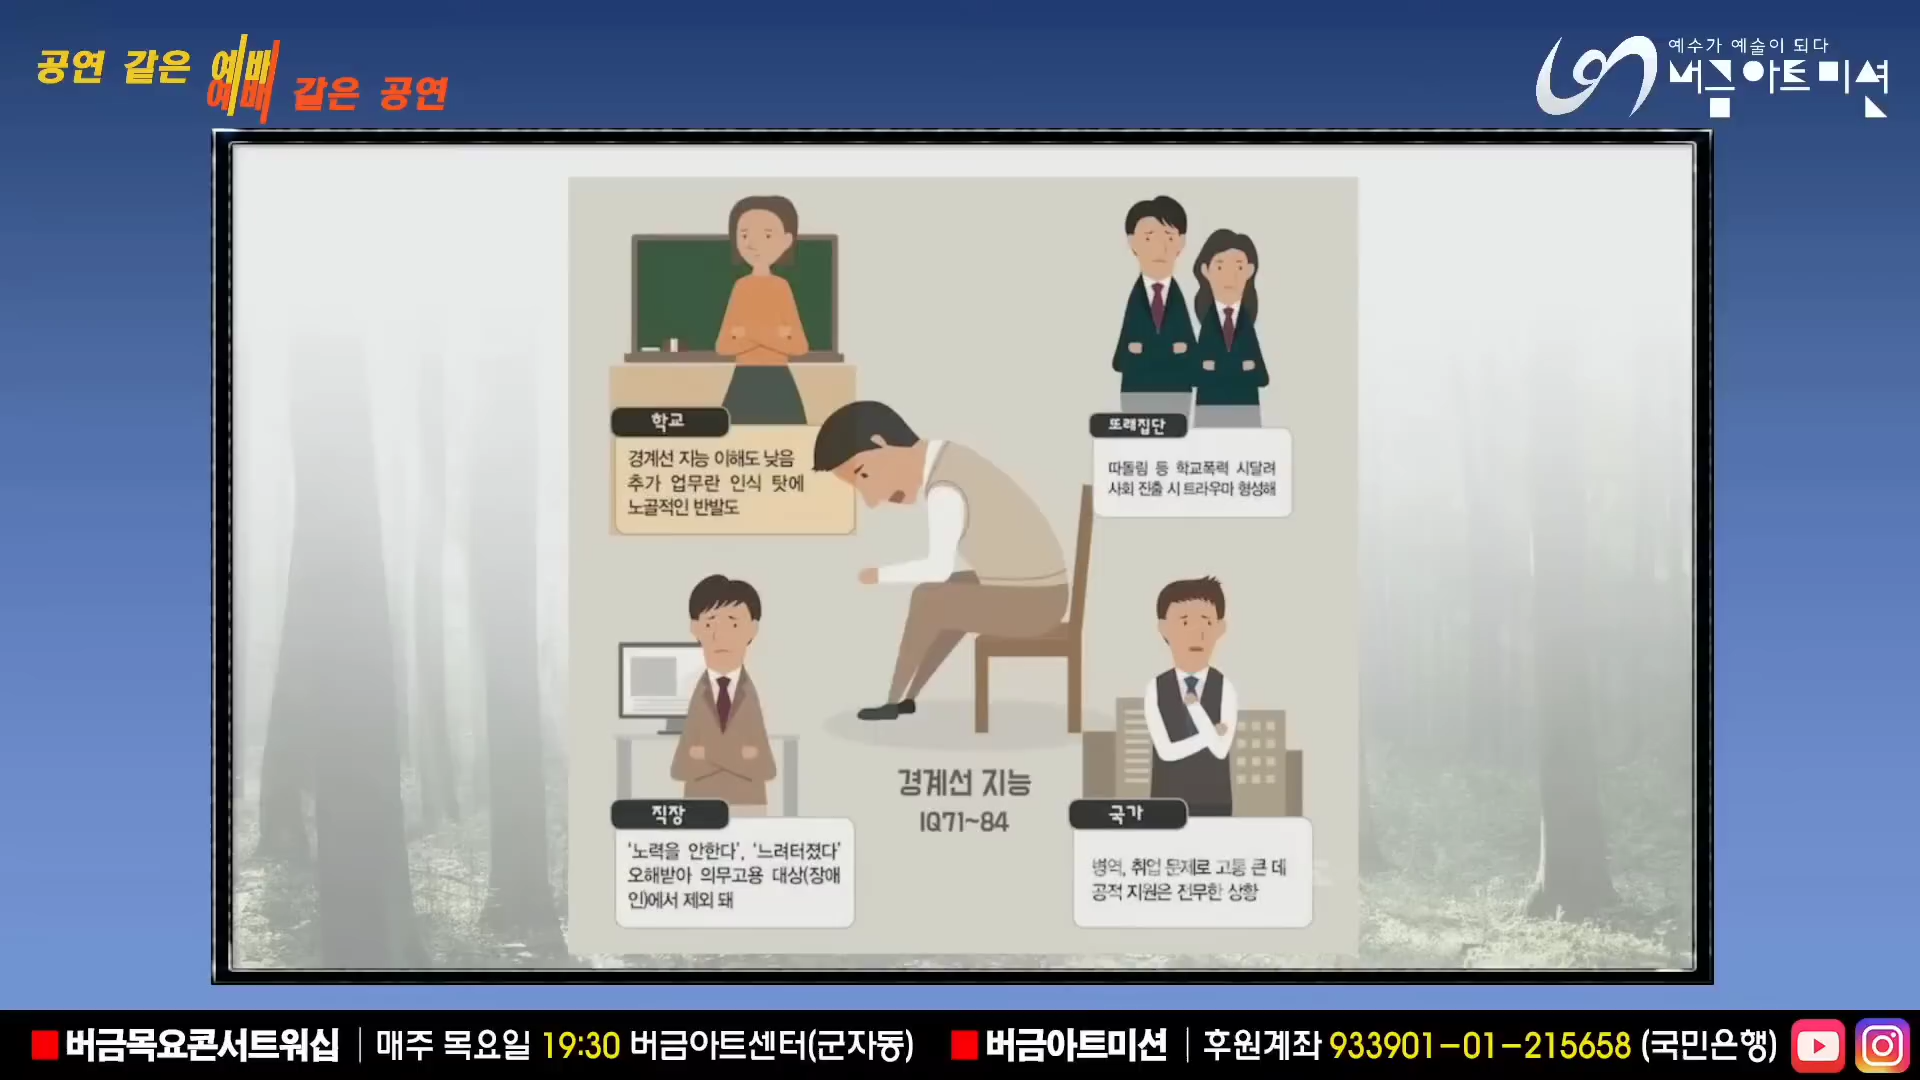 공연 같은 예배
예배 같은 공연
예수가 예술이 되다
버금아트미션
학교
경계선 지능 이해도 낮음
추가 업무란 인식 탓에
노골적인 반발도
또래집단
따돌림 등 학교폭력 시달려
사회 진출 시 트라우마 형성해
직장
‘노력을 안한다’, ‘느려터졌다’
오해받아 의무고용 대상(장애
인)에서 제외 돼
경계선 지능
IQ71~84
국가
병역, 취업 문제로 고통 큰 데
공적 지원은 전무한 상황
버금목요콘서트워십 | 매주 목요일 19:30 버금아트센터(군자동) 버금아트미션 | 후원계좌 933901-01-215658 (국민은행)